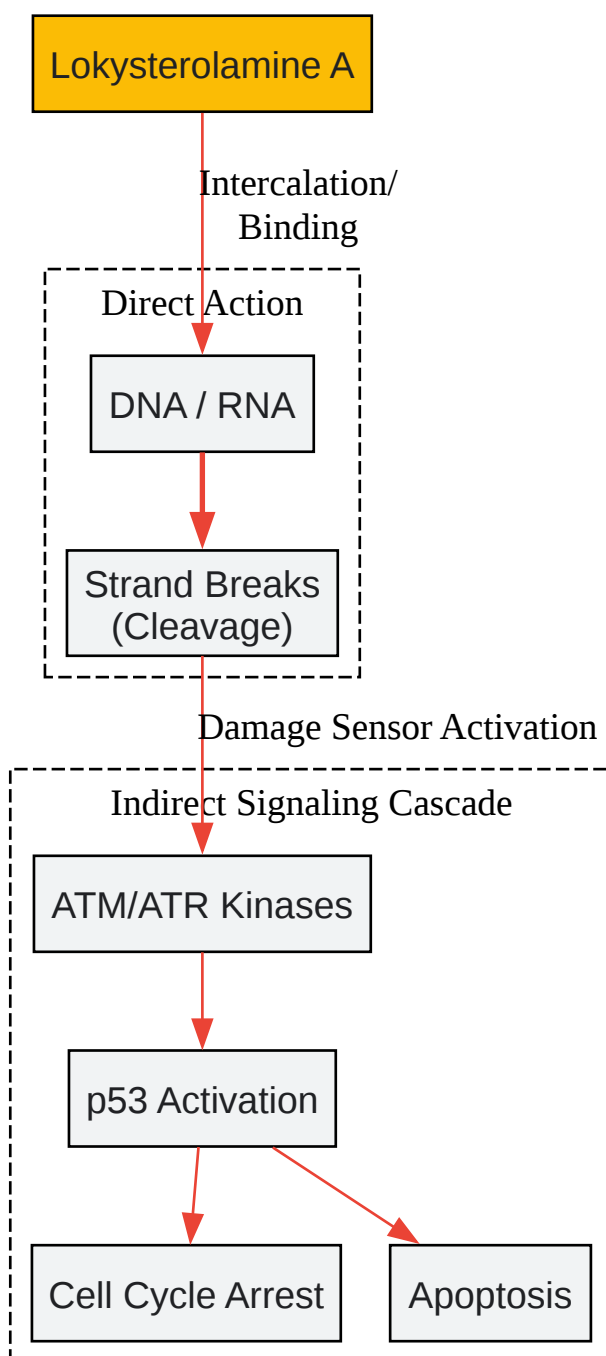 Lokysterolamine A
Intercalation/
Binding
Direct Action
DNA / RNA
Strand Breaks
(Cleavage)
Damage Sensor Activation
Indirect Signaling Cascade
ATM/ATR Kinases
p53 Activation
Cell Cycle Arrest
Apoptosis